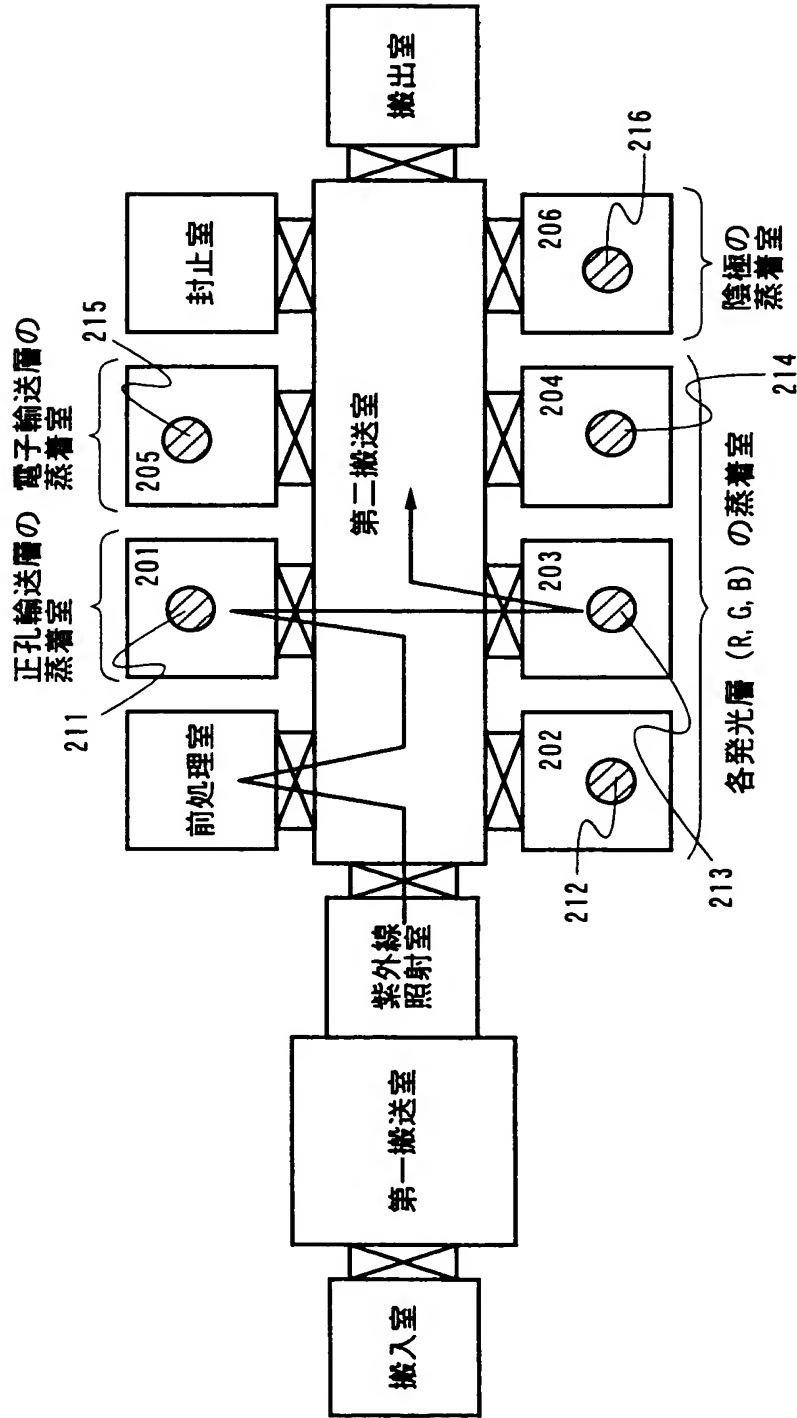 正孔輸送層の
蒸着室
電子輸送層の
蒸着室
211
215
前処理室
201
205
封止室
搬入室
第一搬送室
紫外線
照射室
第二搬送室
搬出室
202
203
204
206
212
213
214
216
各発光層 (R, G, B) の蒸着室
陰極の
蒸着室